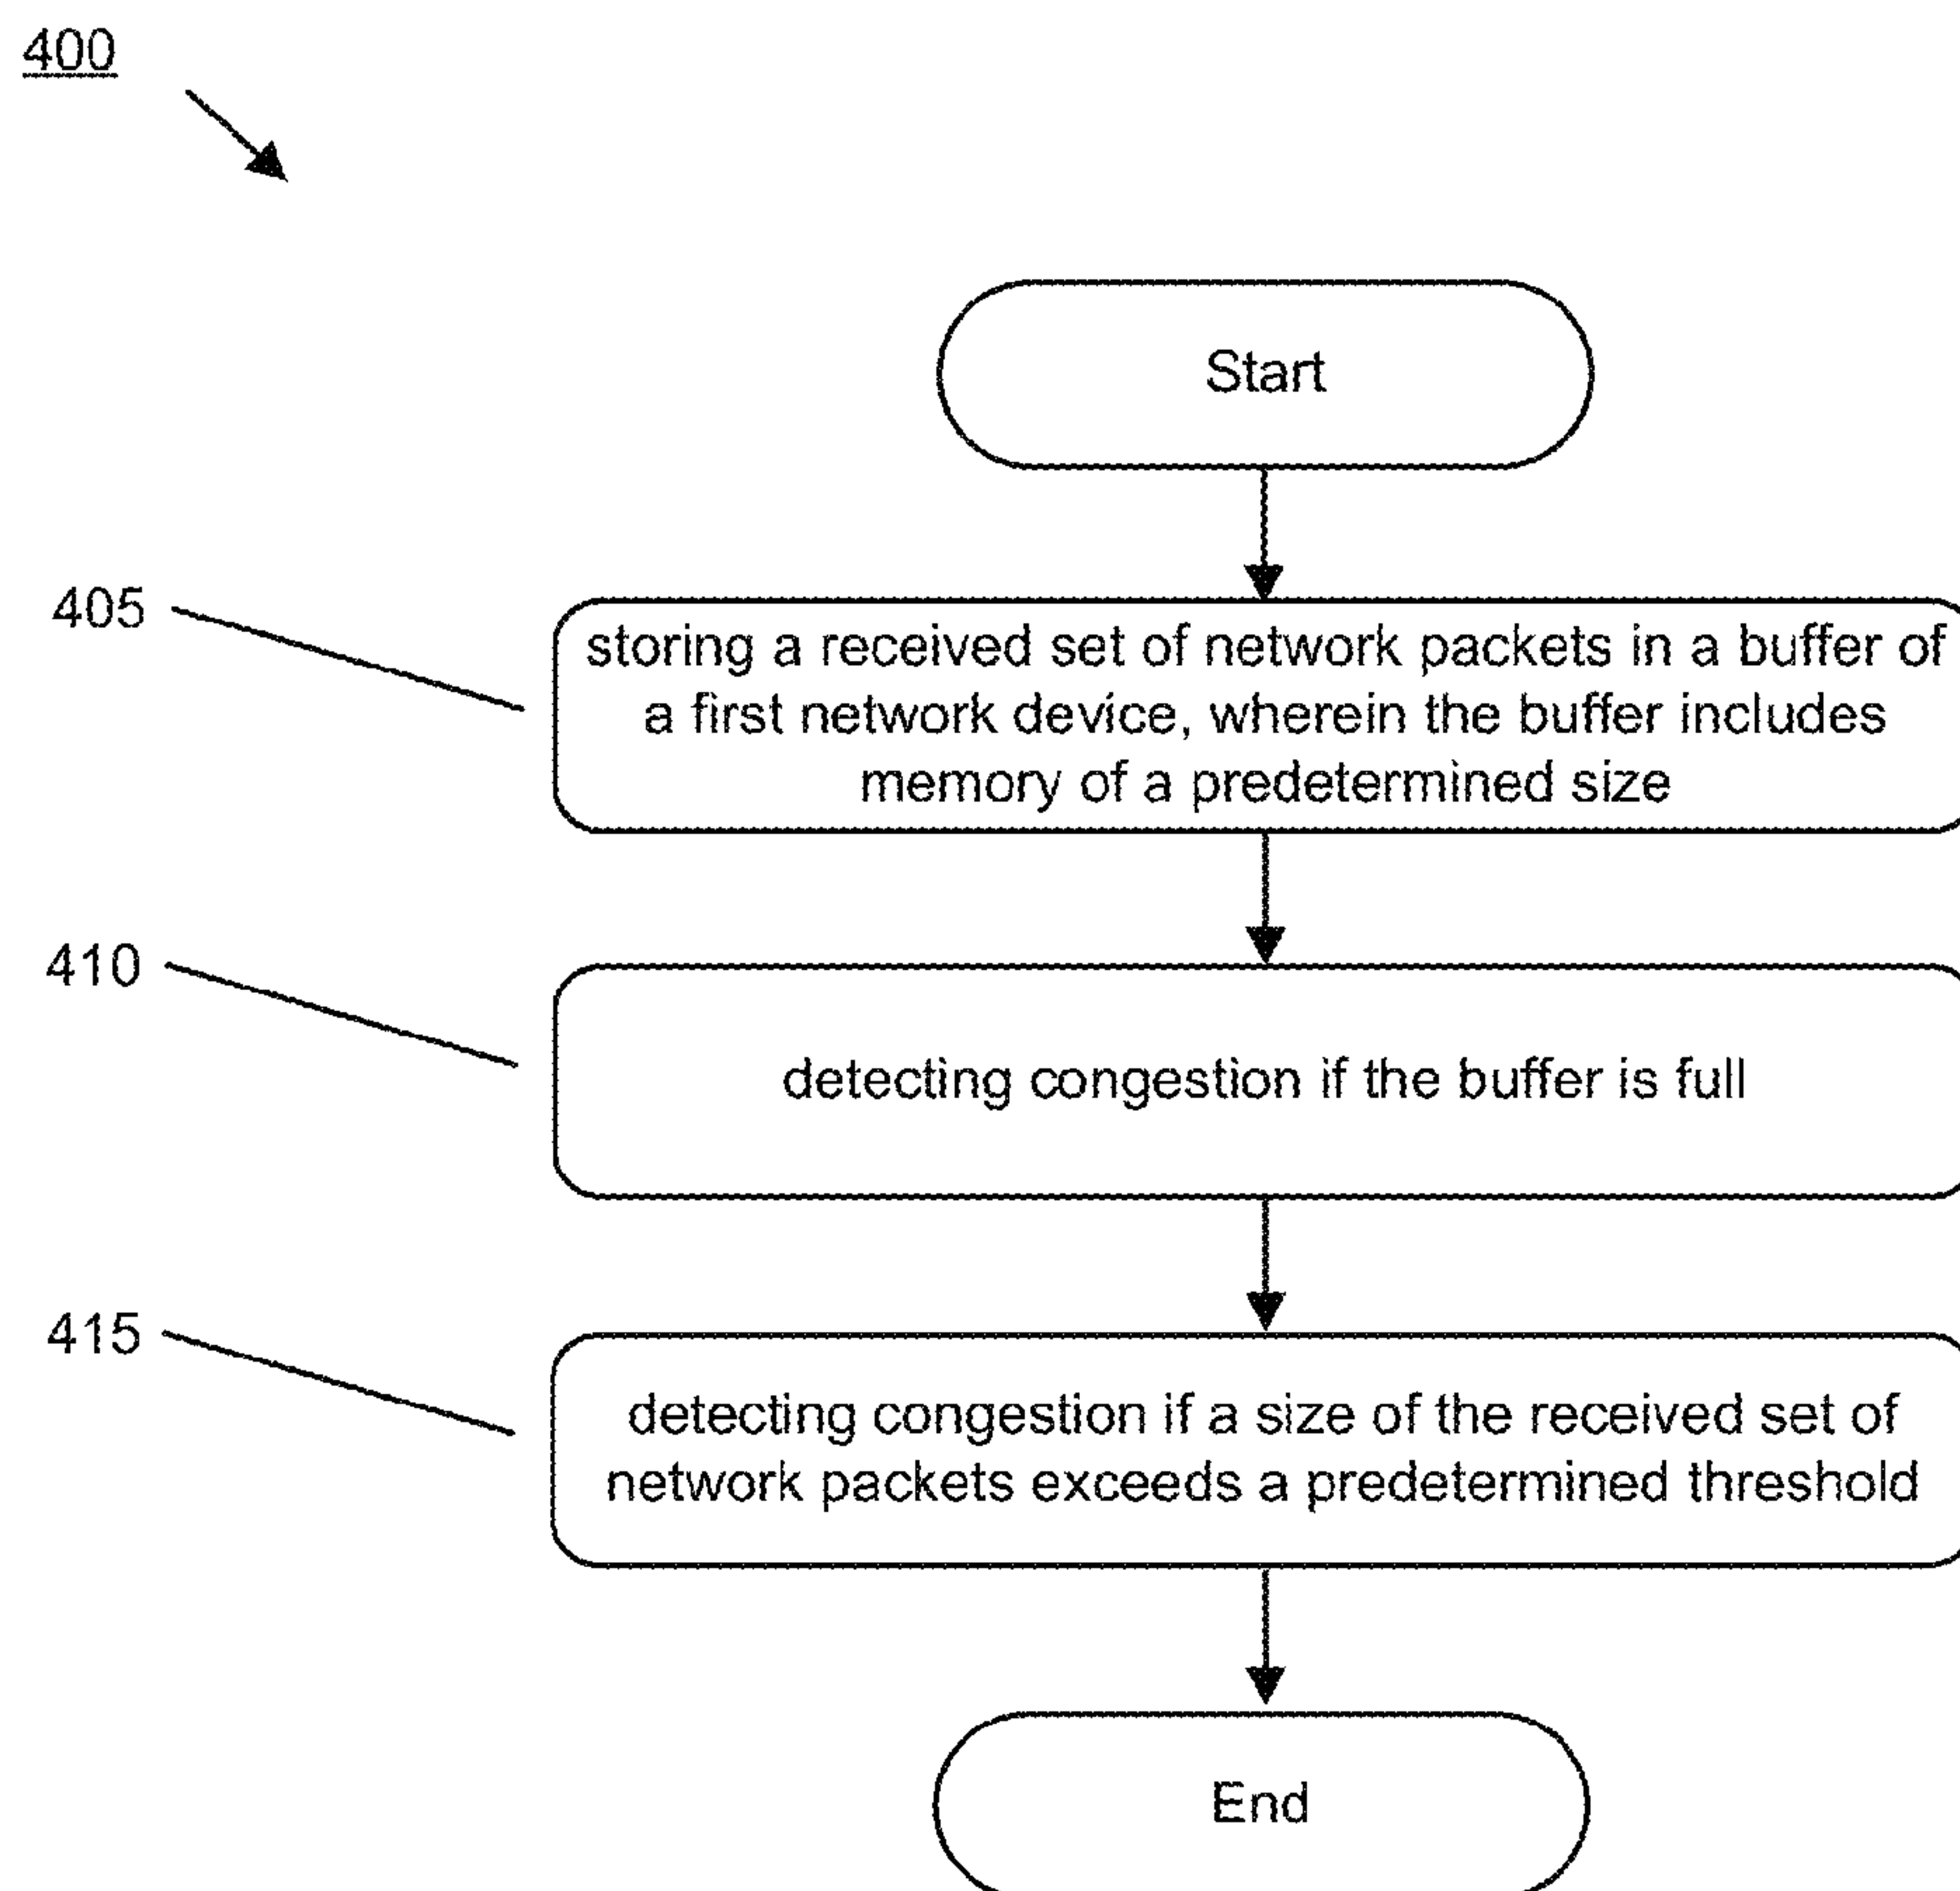 400
Start
405
storing a received set of network packets in a buffer of
a first network device, wherein the buffer includes
memory of a predetermined size
410
detecting congestion if the buffer is full
415
detecting congestion if a size of the received set of
network packets exceeds a predetermined threshold
End